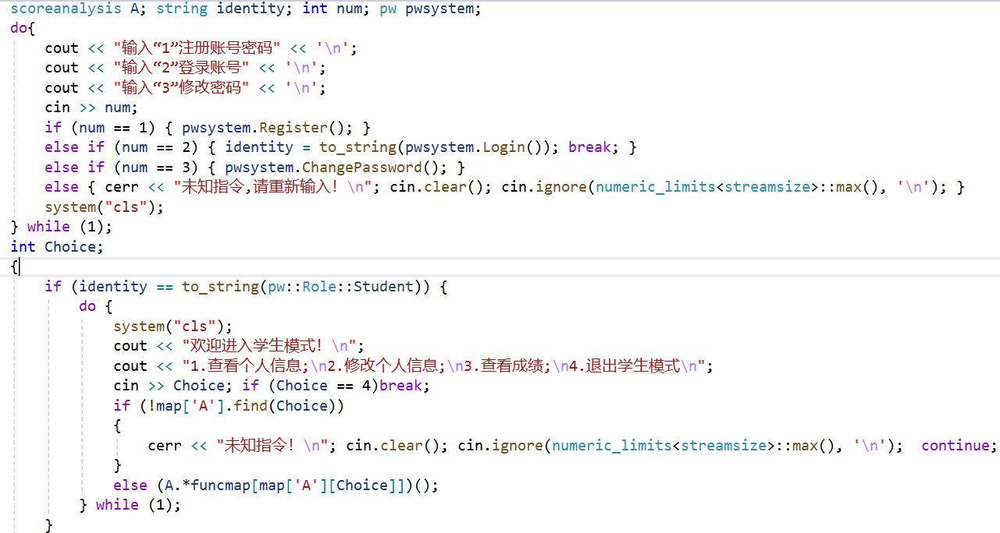 scoreanalysis A; string identity; int num; pw pwsystem;
do{
    cout << "输入“1”注册账号密码" << '\n';
    cout << "输入“2”登录账号" << '\n';
    cout << "输入“3”修改密码" << '\n';
    cin >> num;
    if (num == 1) { pwsystem.Register(); }
    else if (num == 2) { identity = to_string(pwsystem.Login()); break; }
    else if (num == 3) { pwsystem.ChangePassword(); }
    else { cerr << "未知指令,请重新输入！\n"; cin.clear(); cin.ignore(numeric_limits<streamsize>::max(), '\n'); }
    system("cls");
} while (1);
int Choice;
{
    if (identity == to_string(pw::Role::Student)) {
        do {
            system("cls");
            cout << "欢迎进入学生模式！\n";
            cout << "1.查看个人信息;\n2.修改个人信息;\n3.查看成绩;\n4.退出学生模式\n";
            cin >> Choice; if (Choice == 4)break;
            if (!map['A'].find(Choice))
            {
                cerr << "未知指令！\n"; cin.clear(); cin.ignore(numeric_limits<streamsize>::max(), '\n');  continue;
            }
            else (A.*funcmap[map['A'][Choice]])();
        } while (1);
    }